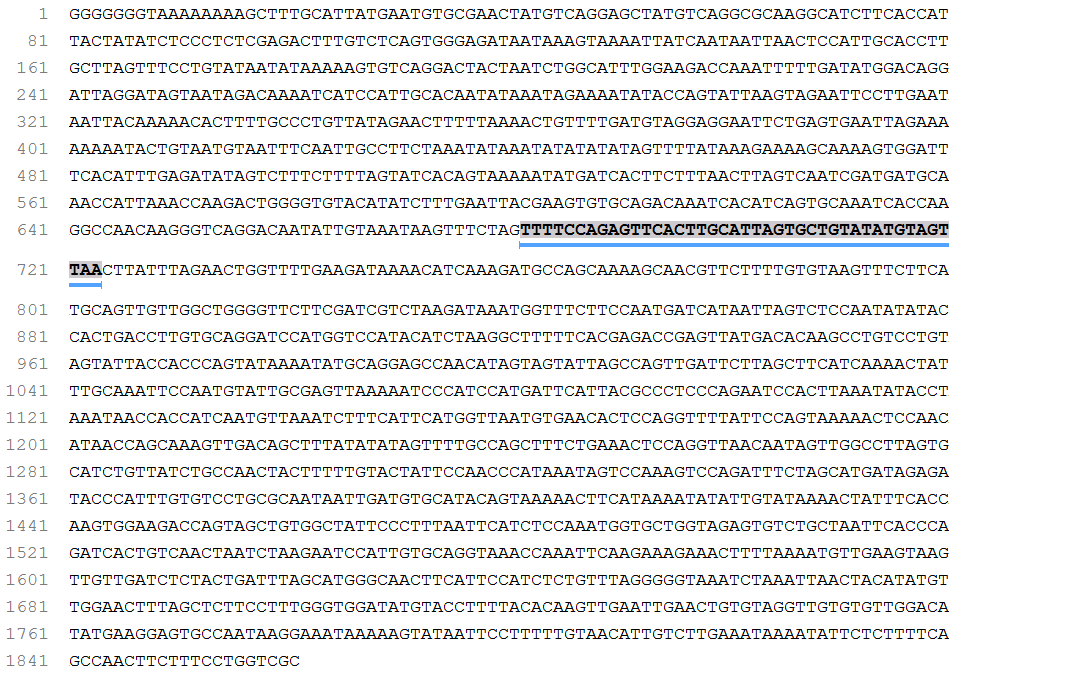 1 GGGGGGGTAAAAAAAAGCTTTGCATTATGAATGTGCGAACTATGTCAGGAGCTATGTCAGGCGCAAGGCATCTTCACCAT
81 TACTATATCTCCCTCTCGAGACTTTGTCTCAGTGGGAGATAATAAAGTAAAATTATCAATAATTAACTCCATTGCACCTT
161 GCTTAGTTTCCTGTATAATATAAAAAGTGTCAGGACTACTAATCTGGCATTTGGAAGACCAAATTTTTGATATGGACAGG
241 ATTAGGATAGTAATAGACAAAATCATCCATTGCACAATATAAATAGAAAATATACCAGTATTAAGTAGAATTCCTTGAAT
321 AATTACAAAAACACTTTTGCCCTGTTATAGAACTTTTTAAAACTGTTTTGATGTAGGAGGAATTCTGAGTGAATTAGAAA
401 AAAAATACTGTAATGTAATTTCAATTGCCTTCTAAATATAAATATATATATAGTTTTATAAAGAAAAGCAAAAGTGGATT
481 TCACATTTGAGATATAGTCTTTCTTTTAGTATCACAGTAAAAATATGATCACTTCTTTAACTTAGTCAATCGATGATGCA
561 AACCATTAAACCAAGACTGGGGTGTACATATCTTTGAATTACGAAGTGTGCAGACAAATCACATCAGTGCAAATCACCAA
641 GGCCAACAAGGGTCAGGACAATATTGTAAATAAGTTTCTAGTTTTCCAGAGTTCACTTGCATTAGTGCTGTATATGTAGT
721 TAACTTATTTAGAACTGGTTTTGAAGATAAAACATCAAAGATGCCAGCAAAAGCAACGTTCTTTTGTGTAAGTTTCTTCA
801 TGCAGTTGTTGGCTGGGGTTCTTCGATCGTCTAAGATAAATGGTTTCTTCCAATGATCATAATTAGTCTCCAATATATAC
881 CACTGACCTTGTGCAGGATCCATGGTCCATACATCTAAGGCTTTTTCACGAGACCGAGTTATGACACAAGCCTGTCCTGT
961 AGTATTACCACCCAGTATAAAATATGCAGGAGCCAACATAGTAGTATTAGCCAGTTGATTCTTAGCTTCATCAAAACTAT
1041 TTGCAAATTCCAATGTATTGCGAGTTAAAAATCCCATCCATGATTCATTACGCCCTCCCAGAATCCACTTAAATATACCT
1121 AAATAACCACCATCAATGTTAAATCTTTCATTCATGGTTAATGTGAACACTCCAGGTTTTATTCCAGTAAAAACTCCAAC
1201 ATAACCAGCAAAGTTGACAGCTTTATATATAGTTTTGCCAGCTTTCTGAAACTCCAGGTTAACAATAGTTGGCCTTAGTG
1281 CATCTGTTATCTGCCAACTACTTTTTGTACTATTCCAACCCATAAATAGTCCAAAGTCCAGATTTCTAGCATGATAGAGA
1361 TACCCATTTGTGTCCTGCGCAATAATTGATGTGCATACAGTAAAAACTTCATAAAATATATTGTATAAAACTATTTCACC
1441 AAGTGGAAGACCAGTAGCTGTGGCTATTCCCTTTAATTCATCTCCAAATGGTGCTGGTAGAGTGTCTGCTAATTCACCCA
1521 GATCACTGTCAACTAATCTAAGAATCCATTGTGCAGGTAAACCAAATTCAAGAAAGAAACTTTTAAAATGTTGAAGTAAG
1601 TTGTTGATCTCTACTGATTTAGCATGGGCAACTTCATTCCATCTCTGTTTAGGGGGTAAATCTAAATTAACTACATATGT
1681 TGGAACTTTAGCTCTTCCTTTGGGTGGATATGTACCTTTTACACAAGTTGAATTGAACTGTGTAGGTTGTGTGTTGGACA
1761 TATGAAGGAGTGCCAATAAGGAAATAAAAAGTATAATTCCTTTTTGTAACATTGTCTTGAAATAAAATATTCTCTTTTCA
1841 GCCAACTTCTTTCCTGGTCGC